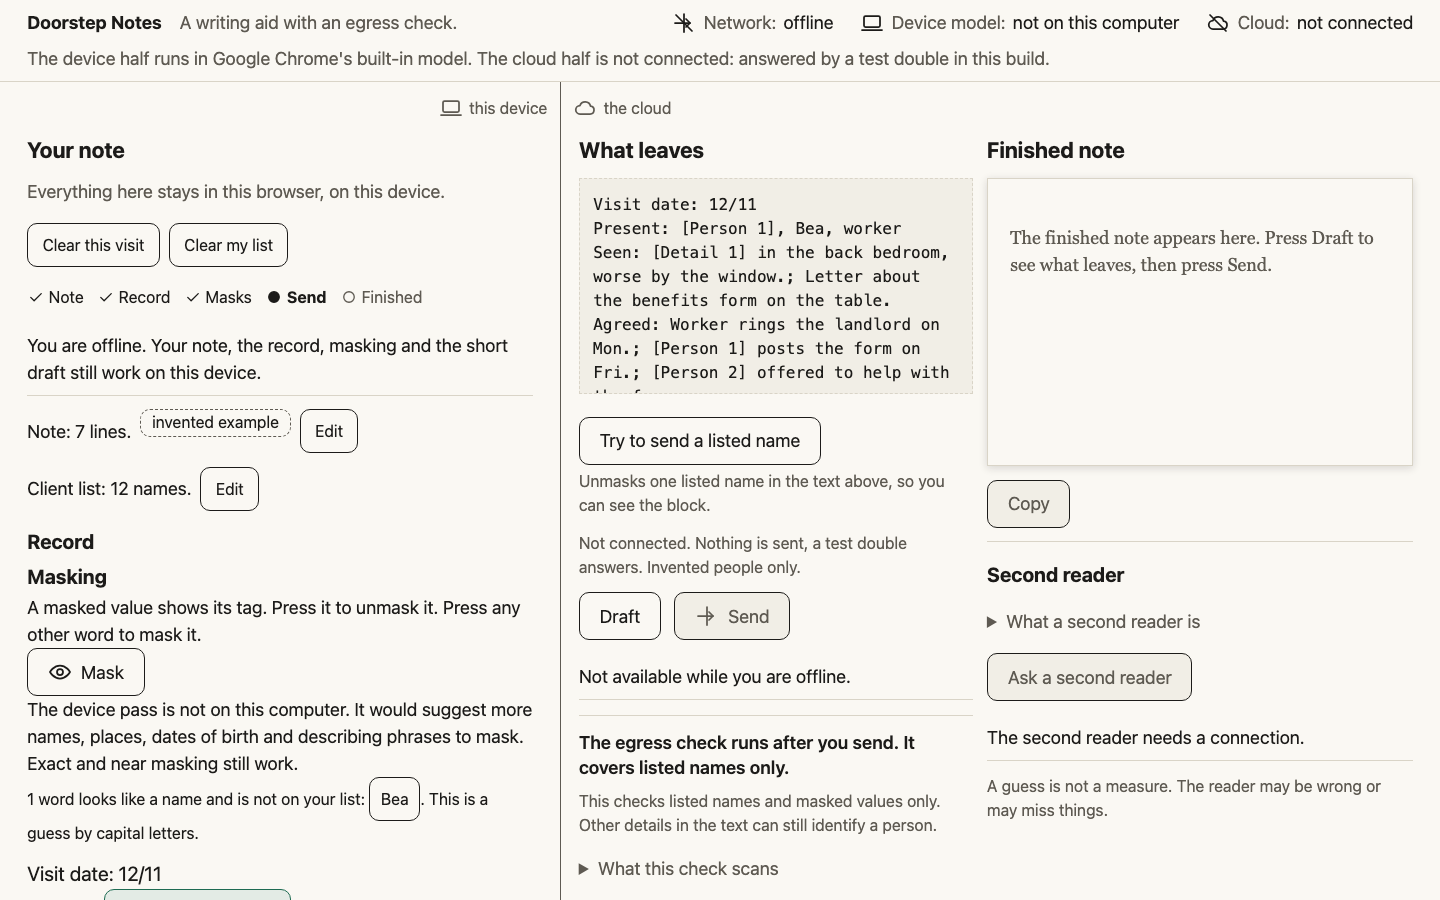 Doorstep Notes A writing aid with an egress check. Network: offline Device model: not on this computer Cloud: not connected
The device half runs in Google Chrome's built-in model. The cloud half is not connected: answered by a test double in this build.
this device
Your note
Everything here stays in this browser, on this device.
Clear this visit Clear my list
Note Record Masks Send Finished
You are offline. Your note, the record, masking and the short
draft still work on this device.
Note: 7 lines. invented example Edit
Client list: 12 names. Edit
Record
Masking
A masked value shows its tag. Press it to unmask it. Press any
other word to mask it.
Mask
The device pass is not on this computer. It would suggest more
names, places, dates of birth and describing phrases to mask.
Exact and near masking still work.
1 word looks like a name and is not on your list: Bea . This is a
guess by capital letters.
Visit date: 12/11
the cloud
What leaves
Visit date: 12/11
Present: [Person 1], Bea, worker
Seen: [Detail 1] in the back bedroom,
worse by the window.; Letter about
the benefits form on the table.
Agreed: Worker rings the landlord on
Mon.; [Person 1] posts the form on
Fri.; [Person 2] offered to help with
Try to send a listed name
Unmasks one listed name in the text above, so you
can see the block.
Not connected. Nothing is sent, a test double
answers. Invented people only.
Draft Send
Not available while you are offline.
The egress check runs after you send. It
covers listed names only.
This checks listed names and masked values only.
Other details in the text can still identify a person.
What this check scans
Finished note
The finished note appears here. Press Draft to
see what leaves, then press Send.
Copy
Second reader
What a second reader is
Ask a second reader
The second reader needs a connection.
A guess is not a measure. The reader may be wrong or
may miss things.